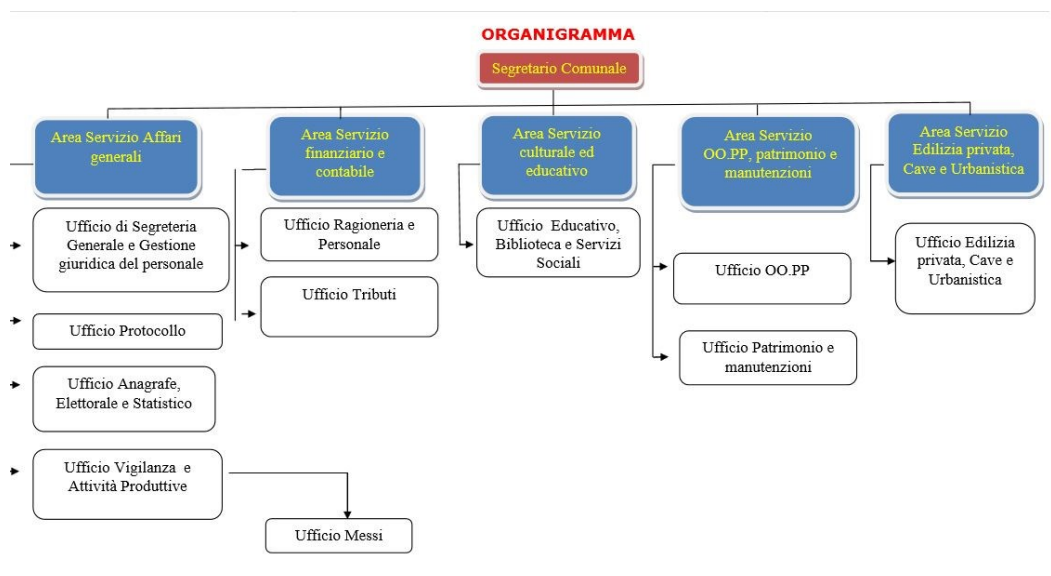 ORGANIGRAMMA
Segretario Comunale
Area Servizio Affari
generali
Area Servizio
finanziario e
contabile
Area Servizio
culturale ed
educativo
Area Servizio
OO.PP, patrimonio e
manutenzioni
Area Servizio
Edilizia privata,
Cave e Urbanistica
Ufficio di Segreteria
Generale e Gestione
giuridica del personale
Ufficio Protocollo
Ufficio Anagrafe,
Elettorale e Statistico
Ufficio Vigilanza e
Attività Produttive
Ufficio Messi
Ufficio Ragioneria e
Personale
Ufficio Tributi
Ufficio Educativo,
Biblioteca e Servizi
Sociali
Ufficio OO.PP
Ufficio Patrimonio e
manutenzioni
Ufficio Edilizia
privata, Cave e
Urbanistica